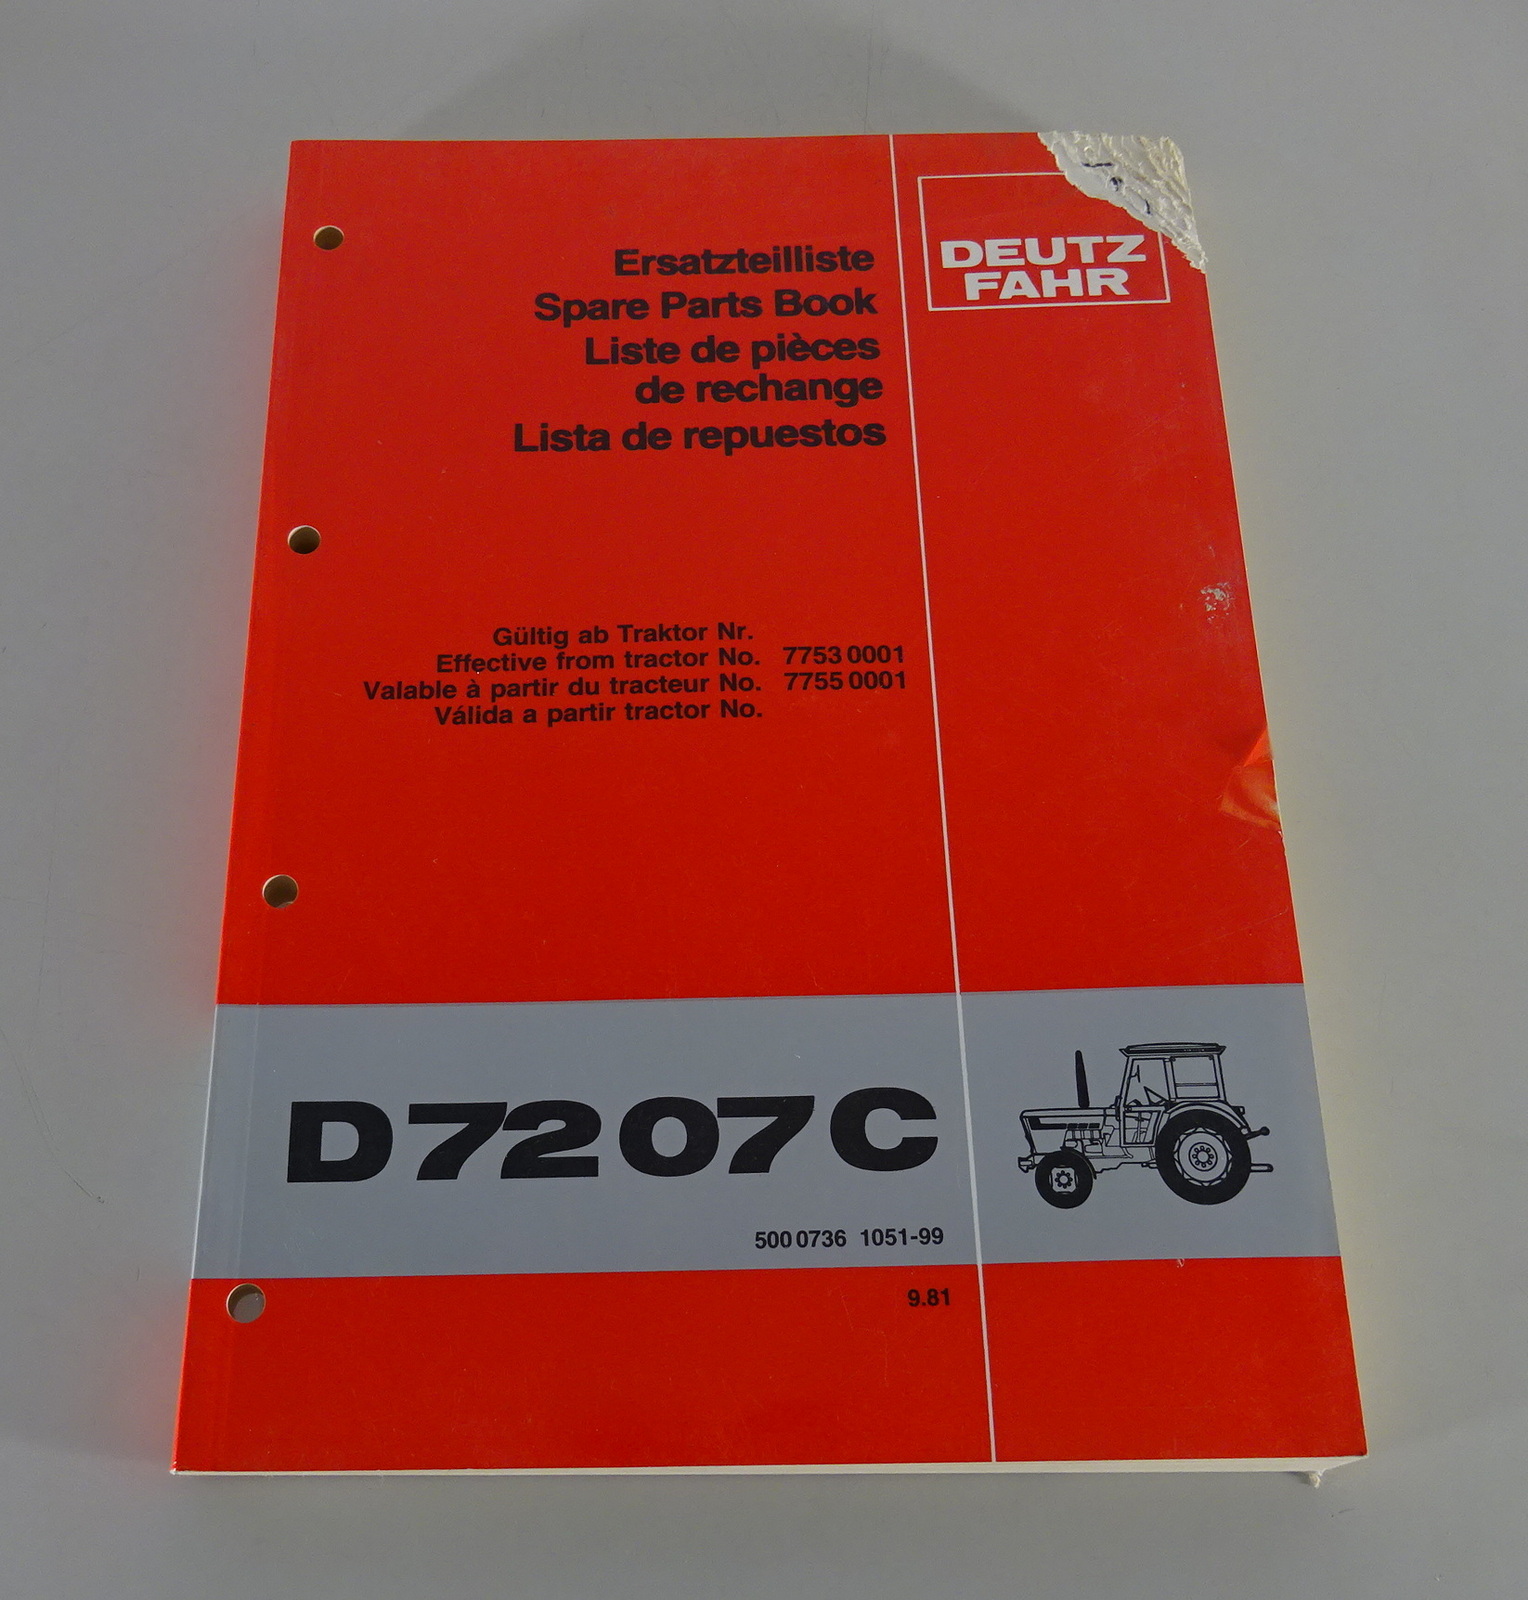 DEUTZ
FAHR
Ersatzteilliste
Spare Parts Book
Liste de pièces
de rechange
Lista de repuestos
Gültig ab Traktor Nr.
Effective from tractor No. 7753 0001
Valable à partir du tracteur No. 7755 0001
Válida a partir tractor No.
D 7207 C
500 0736 1051-99
9.81